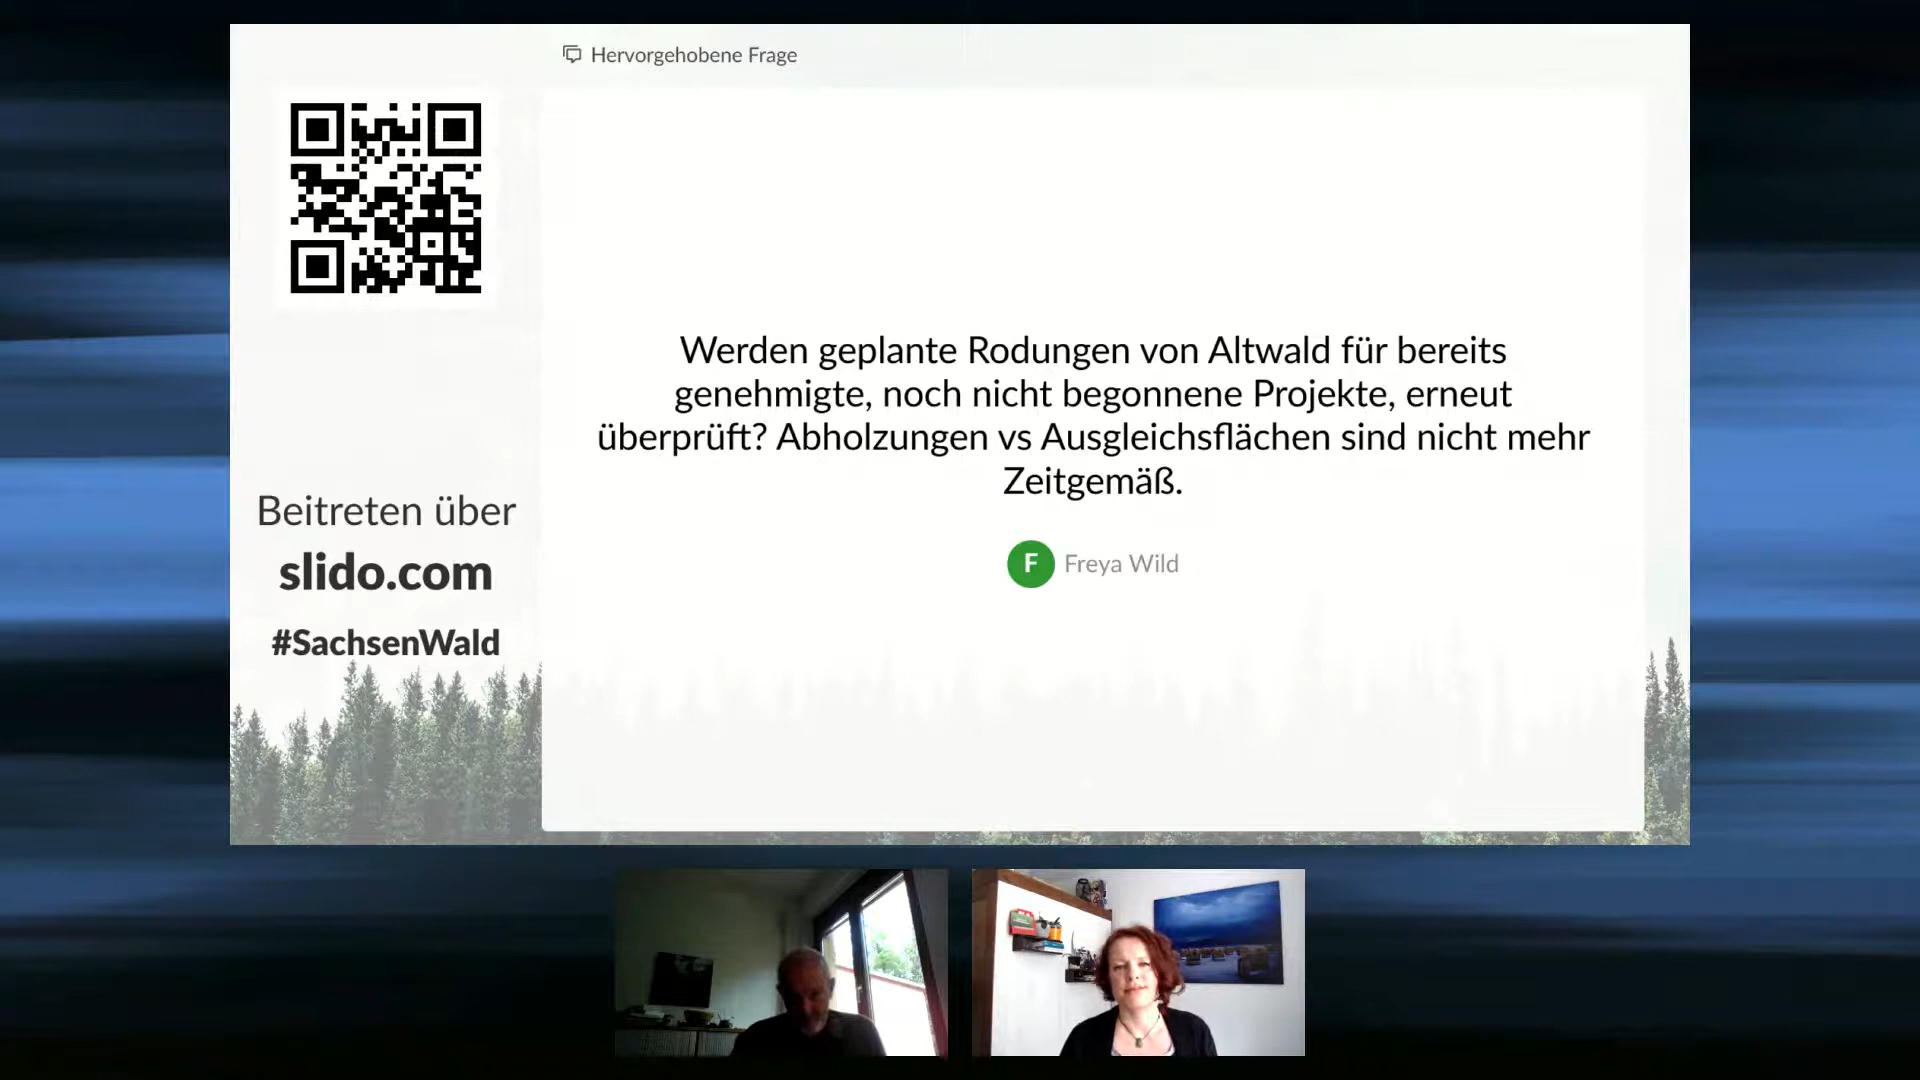 Hervorgehobene Frage
Beitreten über
slido.com
#SachsenWald
Werden geplante Rodungen von Altwald für bereits
genehmigte, noch nicht begonnene Projekte, erneut
überprüft? Abholzungen vs Ausgleichsflächen sind nicht mehr
Zeitgemäß.
F Freya Wild